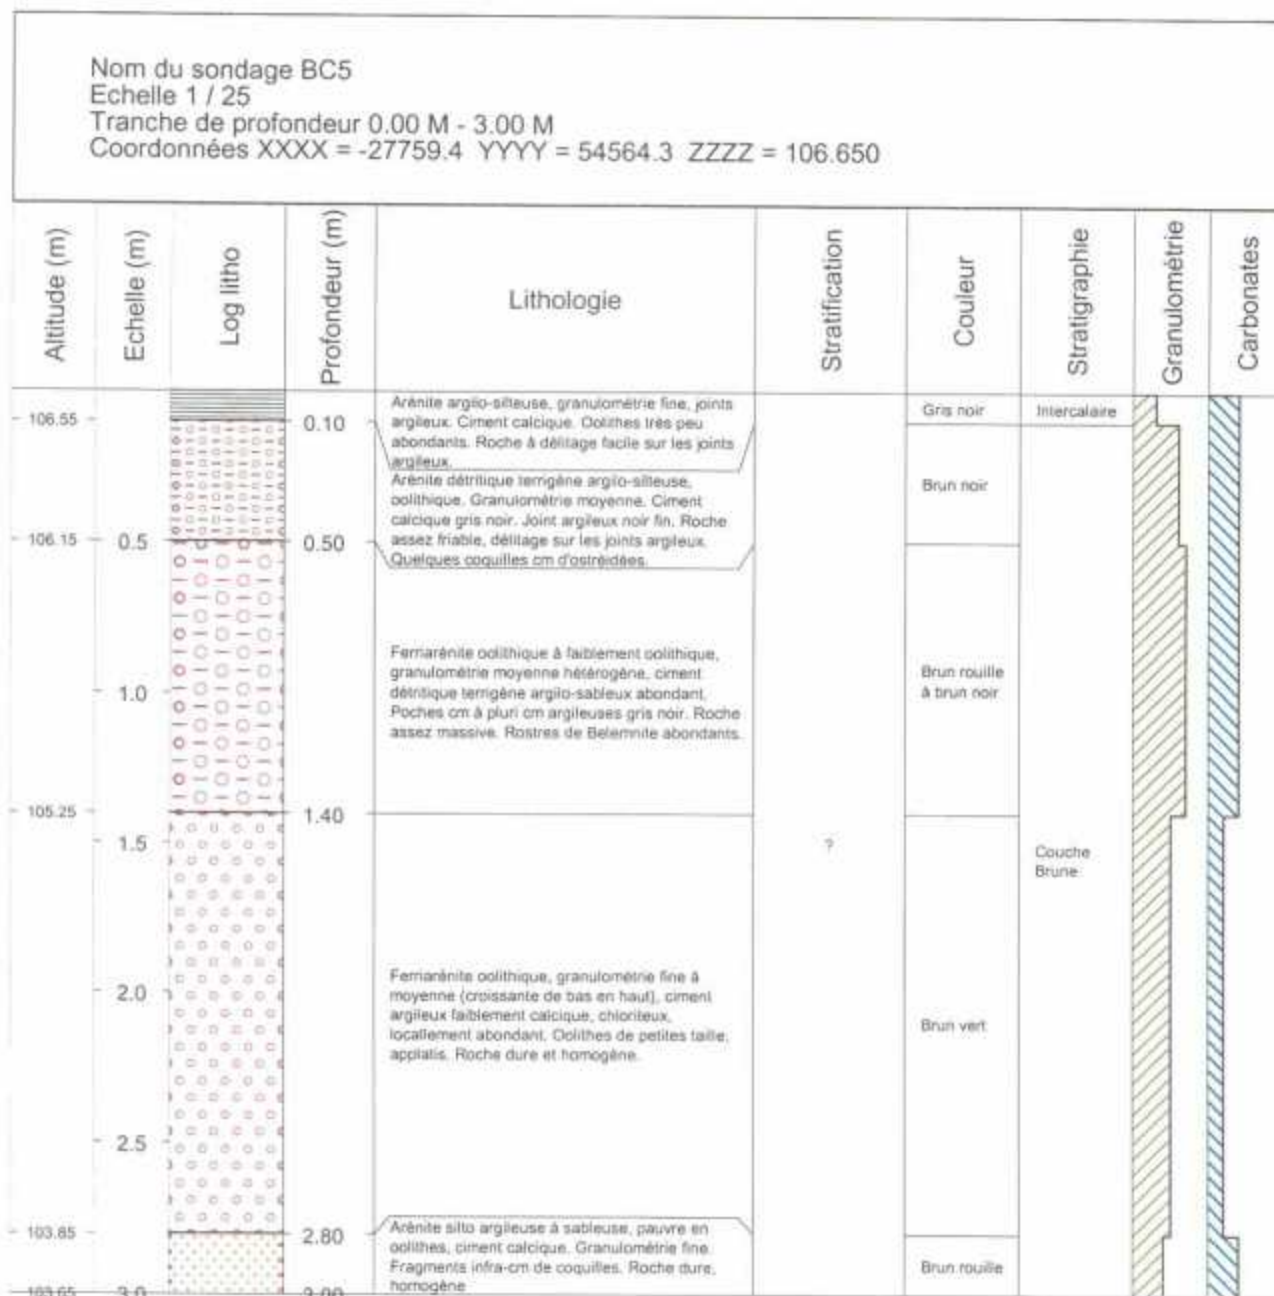 Nom du sondage BC5
Echelle 1 / 25
Tranche de profondeur 0.00 M - 3.00 M
Coordonnées XXXX = -27759.4 YYYY = 54564.3 ZZZZ = 106.650
Altitude (m)
Echelle (m)
Log litho
Profondeur (m)
Lithologie
Stratification
Couleur
Stratigraphie
Granulométrie
Carbonates
106.55
0.10
Arénite argilo-silteuse, granulométrie fine, joints
argileux. Ciment calcique. Oolithes très peu
abondants. Roche à délitage facile sur les joints
argileux.
Gris noir
Intercalaire
Arénite détritique terrigène argilo-silteuse,
oolithique. Granulométrie moyenne. Ciment
calcique gris noir. Joint argileux noir fin. Roche
assez friable, délitage sur les joints argileux.
Quelques coquilles cm d'ostréidées.
Brun noir
106.15
0.5
0.50
Ferriarénite oolithique à faiblement oolithique,
granulométrie moyenne hétérogène, ciment
détritique terrigène argilo-sableux abondant.
Poches cm à pluri cm argileuses gris noir. Roche
assez massive. Rostres de Belemnite abondants.
Brun rouille
à brun noir
1.0
105.25
1.40
1.5
?
Couche
Brune
Ferriarénite oolithique, granulométrie fine à
moyenne (croissante de bas en haut), ciment
argileux faiblement calcique, chloriteux,
locallement abondant. Oolithes de petites taille,
applatis. Roche dure et homogène.
Brun vert
2.0
2.5
103.85
2.80
Arénite silto argileuse à sableuse, pauvre en
oolithes, ciment calcique. Granulométrie fine.
Fragments infra-cm de coquilles. Roche dure,
homogène
Brun rouille
103.65
3.0
3.00